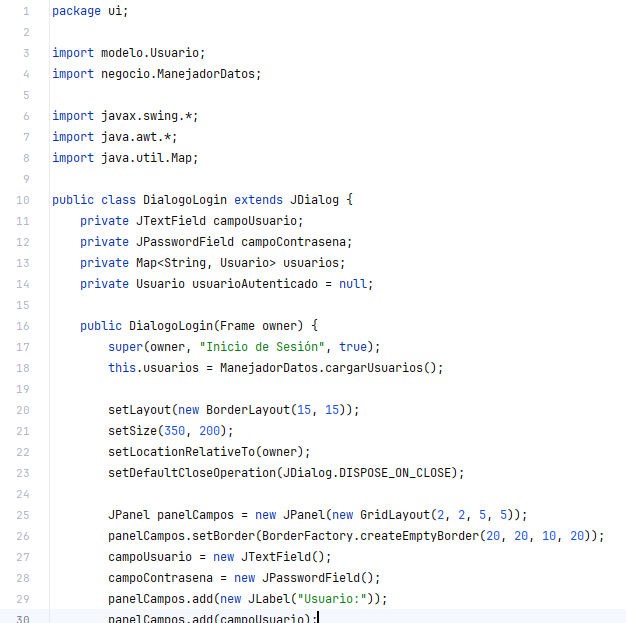 1 package ui;
2
3 import modelo.Usuario;
4 import negocio.ManejadorDatos;
5
6 import javax.swing.*;
7 import java.awt.*;
8 import java.util.Map;
9
10 public class DialogoLogin extends JDialog {
11     private JTextField campoUsuario;
12     private JPasswordField campoContrasena;
13     private Map<String, Usuario> usuarios;
14     private Usuario usuarioAutenticado = null;
15
16     public DialogoLogin(Frame owner) {
17         super(owner, "Inicio de Sesión", true);
18         this.usuarios = ManejadorDatos.cargarUsuarios();
19
20         setLayout(new BorderLayout(15, 15));
21         setSize(350, 200);
22         setLocationRelativeTo(owner);
23         setDefaultCloseOperation(JDialog.DISPOSE_ON_CLOSE);
24
25         JPanel panelCampos = new JPanel(new GridLayout(2, 2, 5, 5));
26         panelCampos.setBorder(BorderFactory.createEmptyBorder(20, 20, 10, 20));
27         campoUsuario = new JTextField();
28         campoContrasena = new JPasswordField();
29         panelCampos.add(new JLabel("Usuario:"));
30         panelCampos.add(campoUsuario);